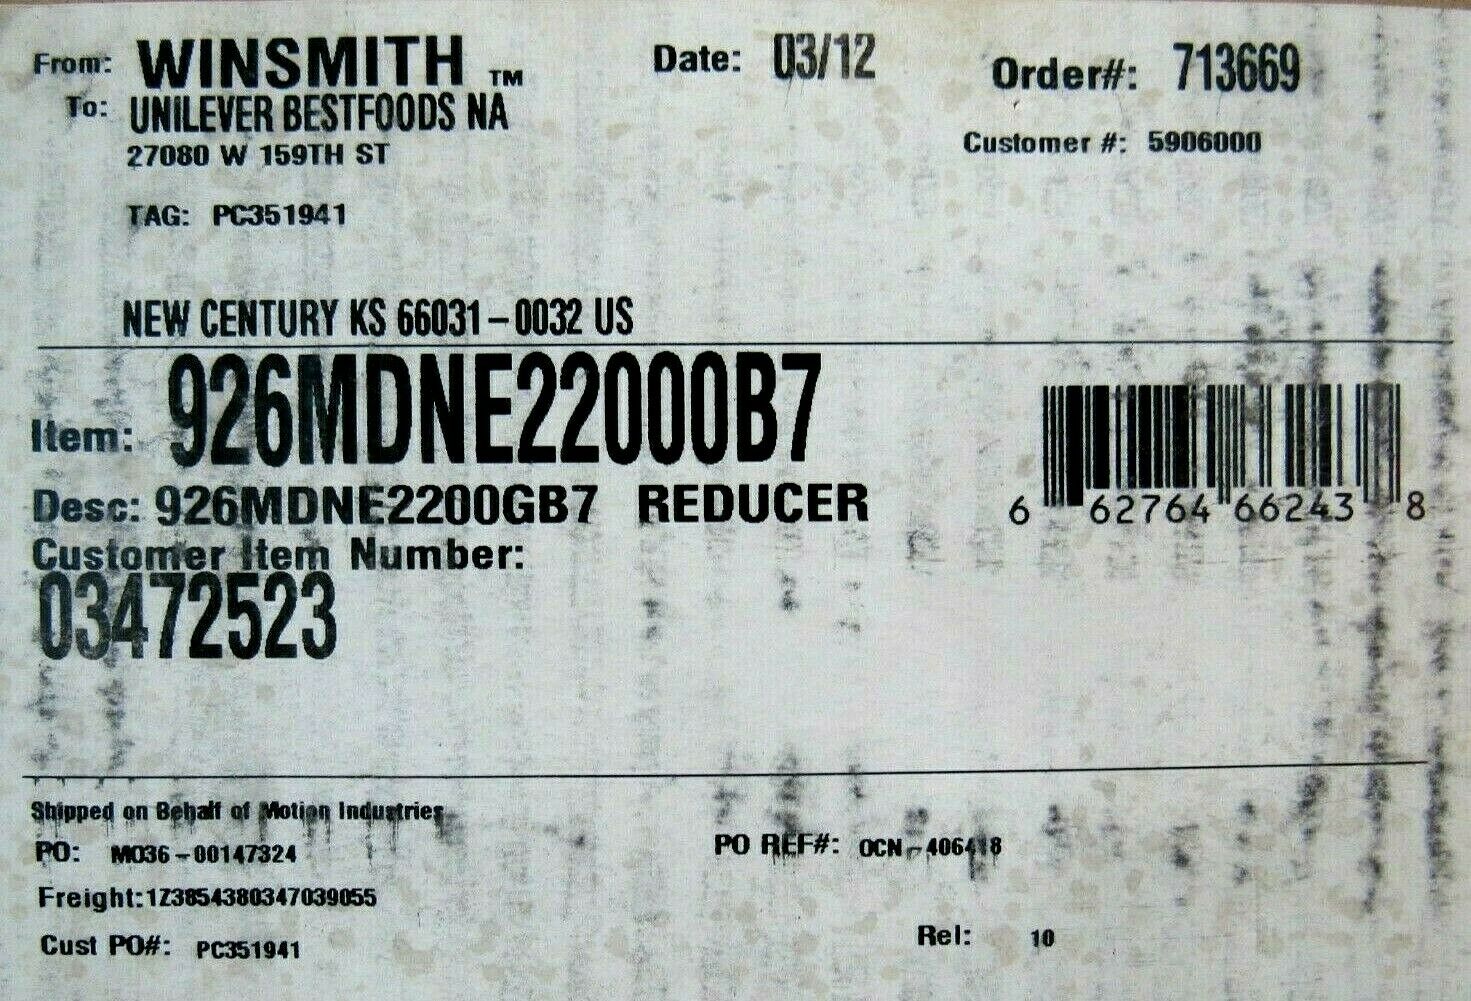 From: WINSMITH ™ Date: 03/12 Order#: 713669
To: UNILEVER BESTFOODS NA
27080 W 159TH ST Customer #: 5906000
TAG: PC351941
NEW CENTURY KS 66031-0032 US
Item: 926MDNE22000B7
Desc: 926MDNE2200GB7 REDUCER
6 62764 66243 8
Customer Item Number:
03472523
Shipped on Behalf of Motion Industries
PO: MO36-00147324 PO REF#: OCN-406418
Freight:1Z3854380347039055
Cust PO#: PC351941 Rel: 10